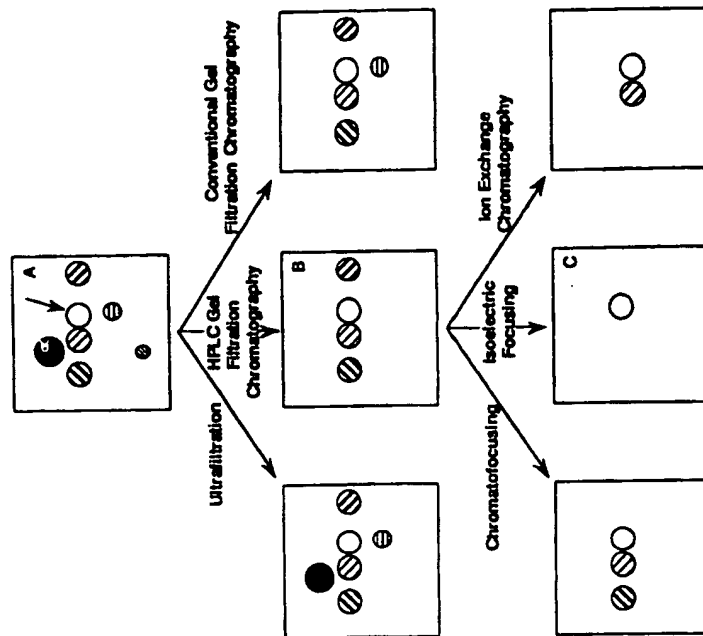 A
Ultrafiltration
HPLC Gel
Filtration
Chromatography
Conventional Gel
Filtration Chromatography
B
Chromatofocusing
Isoelectric
Focusing
Ion Exchange
Chromatography
C